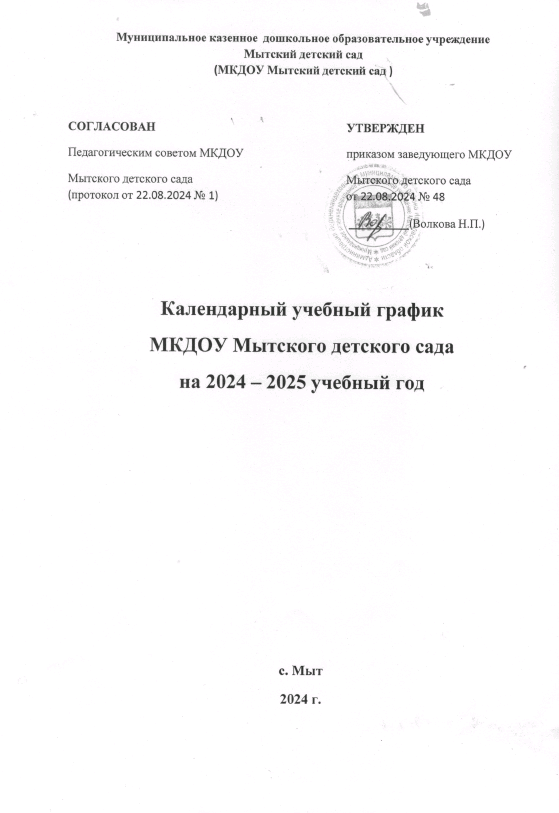 Муниципальное казенное дошкольное образовательное учреждение
Мытский детский сад
(МКДОУ Мытский детский сад )
СОГЛАСОВАН
Педагогическим советом МКДОУ
Мытского детского сада
(протокол от 22.08.2024 № 1)
УТВЕРЖДЕН
приказом заведующего МКДОУ
Мытского детского сада
от 22.08.2024 № 48
(Волкова Н.П.)
Календарный учебный график
МКДОУ Мытского детского сада
на 2024 – 2025 учебный год
с. Мыт
2024 г.